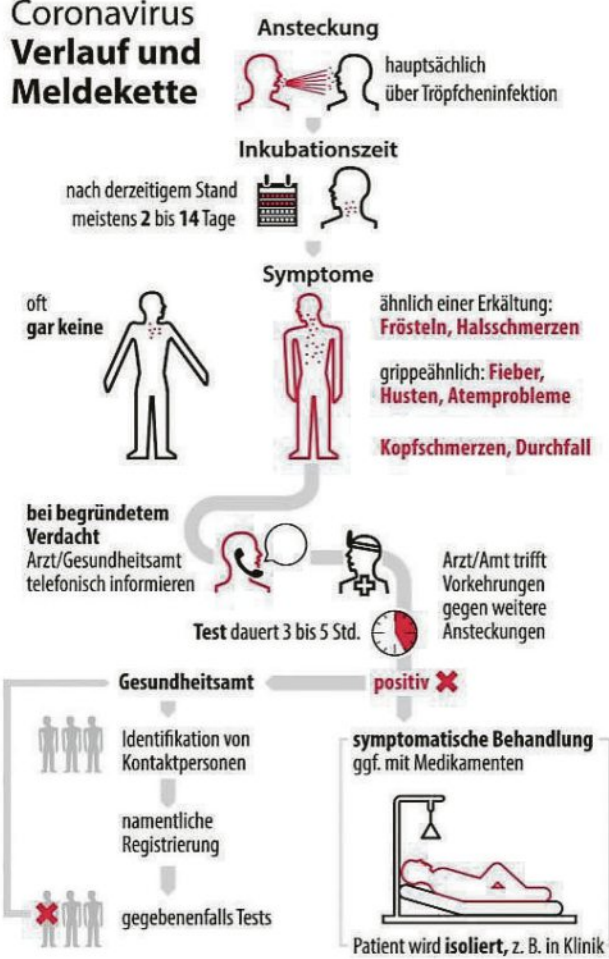 Coronavirus
Verlauf und
Meldekette
Ansteckung
hauptsächlich
über Tröpfcheninfektion
Inkubationszeit
nach derzeitigem Stand
meistens 2 bis 14 Tage
Symptome
oft
gar keine
ähnlich einer Erkältung:
Frösteln, Halsschmerzen
grippeähnlich: Fieber,
Husten, Atemprobleme
Kopfschmerzen, Durchfall
bei begründetem
Verdacht
Arzt/Gesundheitsamt
telefonisch informieren
Arzt/Amt trifft
Vorkehrungen
gegen weitere
Ansteckungen
Test dauert 3 bis 5 Std.
positiv
Gesundheitsamt
Identifikation von
Kontaktpersonen
namentliche
Registrierung
gegebenenfalls Tests
symptomatische Behandlung
ggf. mit Medikamenten
Patient wird isoliert, z. B. in Klinik